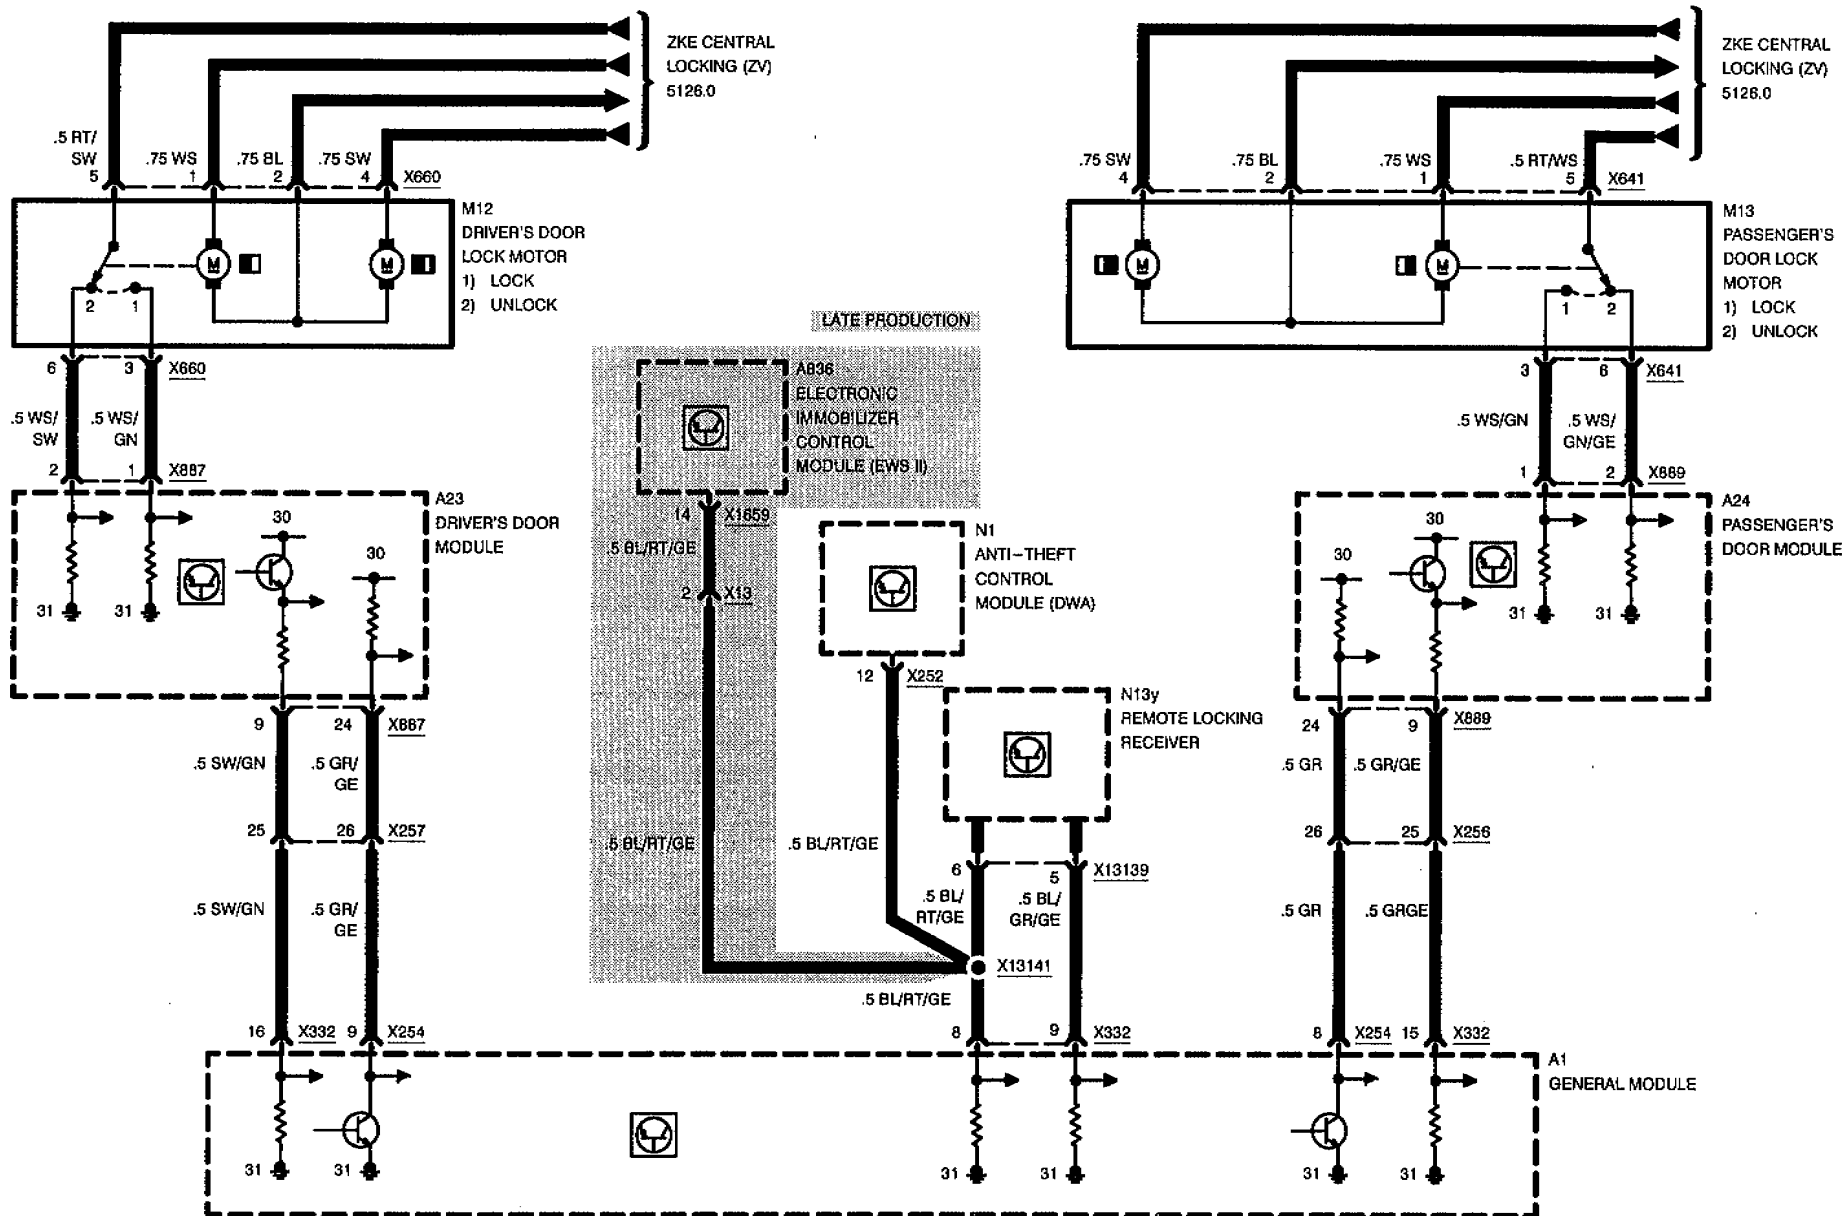 ZKE CENTRAL
LOCKING (ZV)
5126.0
ZKE CENTRAL
LOCKING (ZV)
5126.0
.5 RT/
SW
5
.75 WS
1
.75 BL
2
.75 SW
4
X660
.75 SW
4
.75 BL
2
.75 WS
1
.5 RT/WS
5
X641
M12
DRIVER'S DOOR
LOCK MOTOR
1) LOCK
2) UNLOCK
M
M
2
1
M
M
1
2
M13
PASSENGER'S
DOOR LOCK
MOTOR
1) LOCK
2) UNLOCK
LATE PRODUCTION
6
3
X660
.5 WS/
SW
.5 WS/
GN
2
1
X887
A836
ELECTRONIC
IMMOBILIZER
CONTROL
MODULE (EWS II)
3
6
X641
.5 WS/GN
.5 WS/
GN/GE
1
2
X889
A23
DRIVER'S DOOR
MODULE
30
30
31
31
14
X1659
.5 BL/RT/GE
2
X13
N1
ANTI-THEFT
CONTROL
MODULE (DWA)
A24
PASSENGER'S
DOOR MODULE
30
30
31
31
12
X252
N13y
REMOTE LOCKING
RECEIVER
9
24
X887
.5 SW/GN
.5 GR/
GE
25
26
X257
24
9
X889
.5 GR
.5 GR/GE
26
25
X256
.5 BL/RT/GE
.5 BL/RT/GE
6
5
X13139
.5 BL/
RT/GE
.5 BL/
GR/GE
.5 SW/GN
.5 GR/
GE
.5 GR
.5 GRGE
X13141
.5 BL/RT/GE
16
X332
9
X254
8
9
X332
8
X254
15
X332
A1
GENERAL MODULE
31
31
31
31
31
31